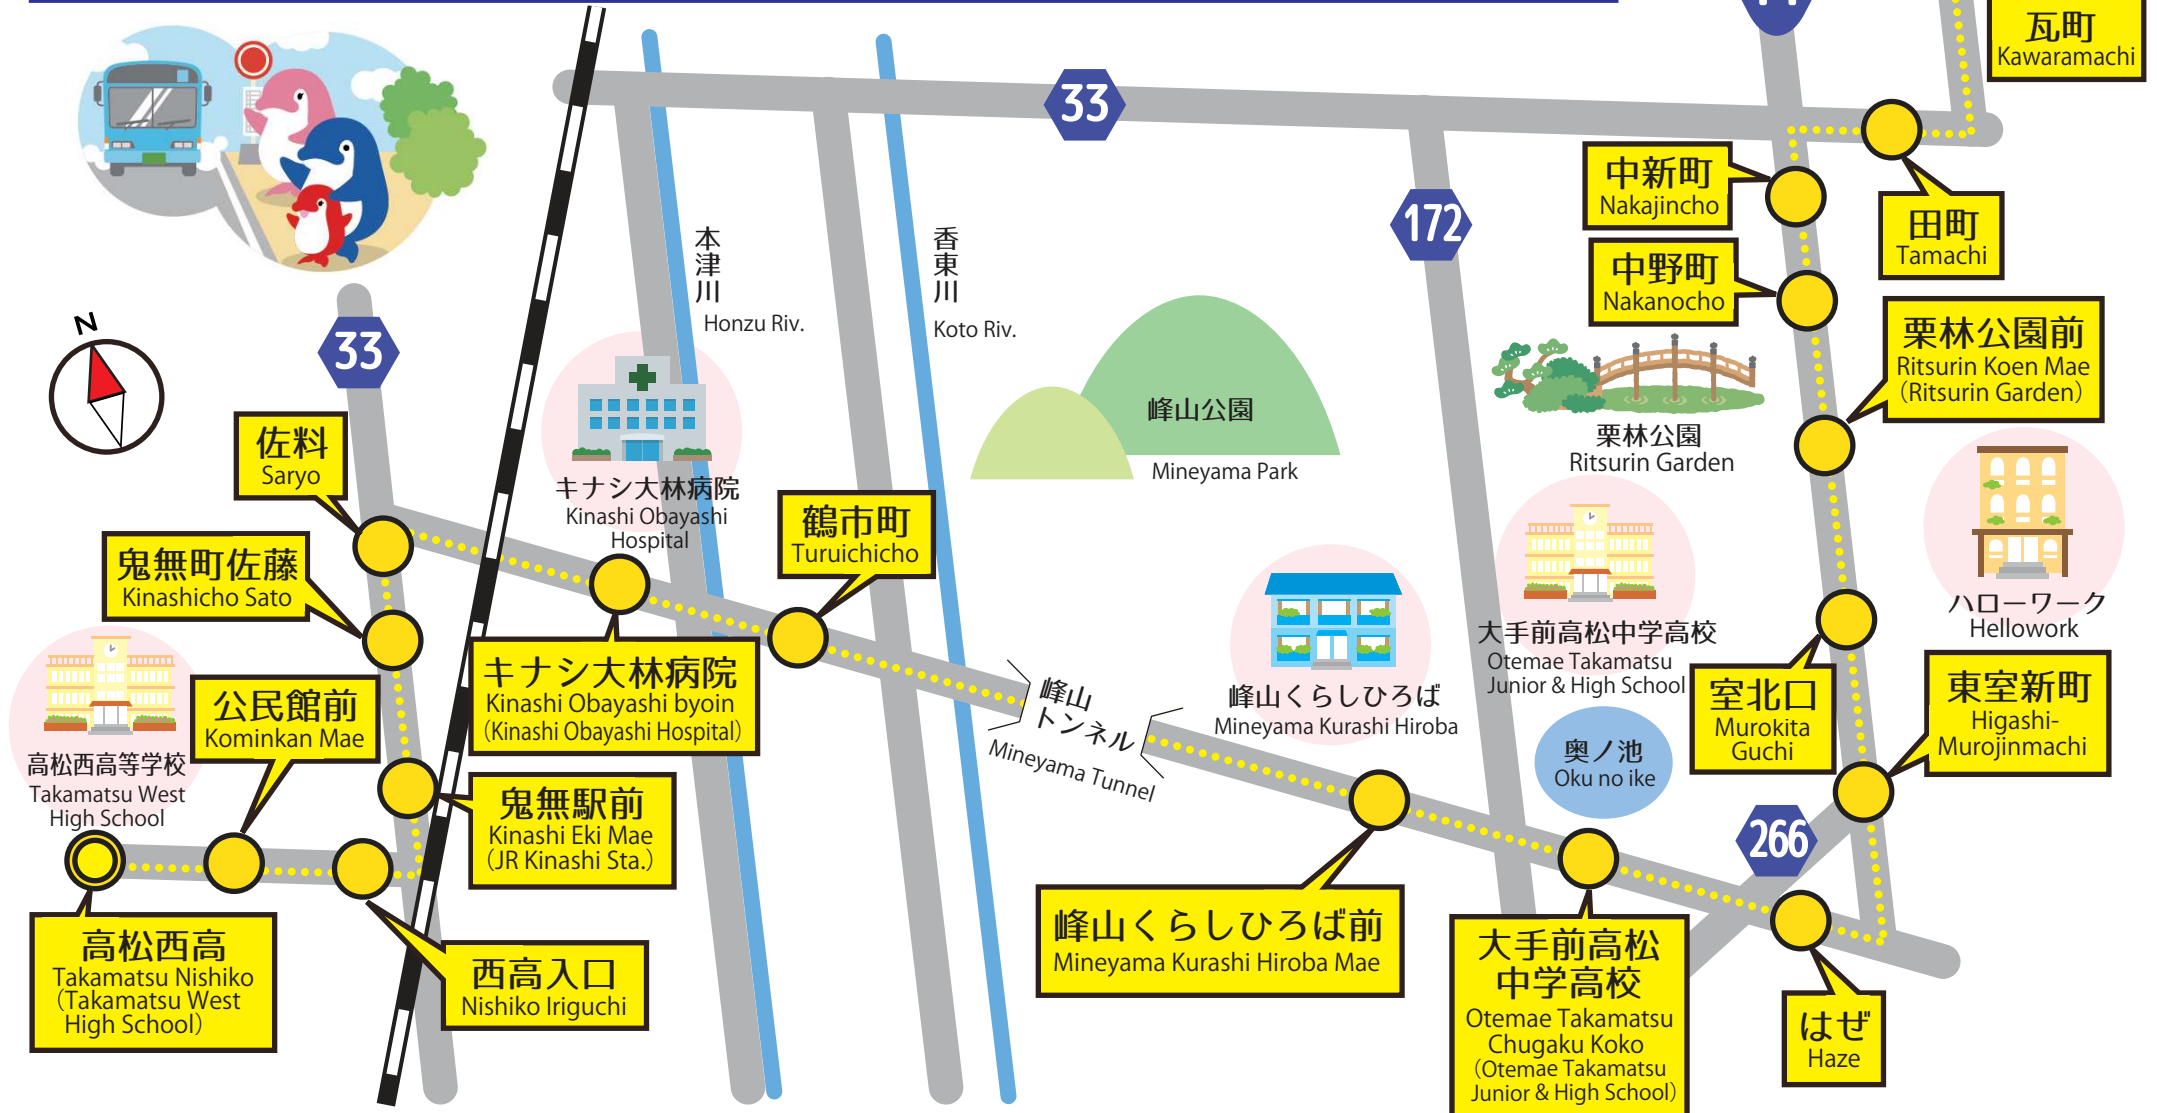 瓦町
Kawaramachi
33
中新町
Nakajincho
172
田町
Tamachi
本津川
Honzu Riv.
香東川
Koto Riv.
中野町
Nakanocho
N
33
栗林公園前
Ritsurin Koen Mae
(Ritsurin Garden)
峰山公園
Mineyama Park
栗林公園
Ritsurin Garden
佐料
Saryo
キナシ大林病院
Kinashi Obayashi
Hospital
鶴市町
Turuichicho
鬼無町佐藤
Kinashicho Sato
ハローワーク
Hellowork
大手前高松中学高校
Otemae Takamatsu
Junior & High School
公民館前
Kominkan Mae
キナシ大林病院
Kinashi Obayashi byoin
(Kinashi Obayashi Hospital)
峰山
トンネル
Mineyama Tunnel
峰山くらしひろば
Mineyama Kurashi Hiroba
室北口
Murokita
Guchi
東室新町
Higashi-
Murojinmachi
高松西高等学校
Takamatsu West
High School
奥ノ池
Oku no ike
鬼無駅前
Kinashi Eki Mae
(JR Kinashi Sta.)
266
高松西高
Takamatsu Nishiko
(Takamatsu West
High School)
西高入口
Nishiko Iriguchi
峰山くらしひろば前
Mineyama Kurashi Hiroba Mae
大手前高松
中学高校
Otemae Takamatsu
Chugaku Koko
(Otemae Takamatsu
Junior & High School)
はぜ
Haze